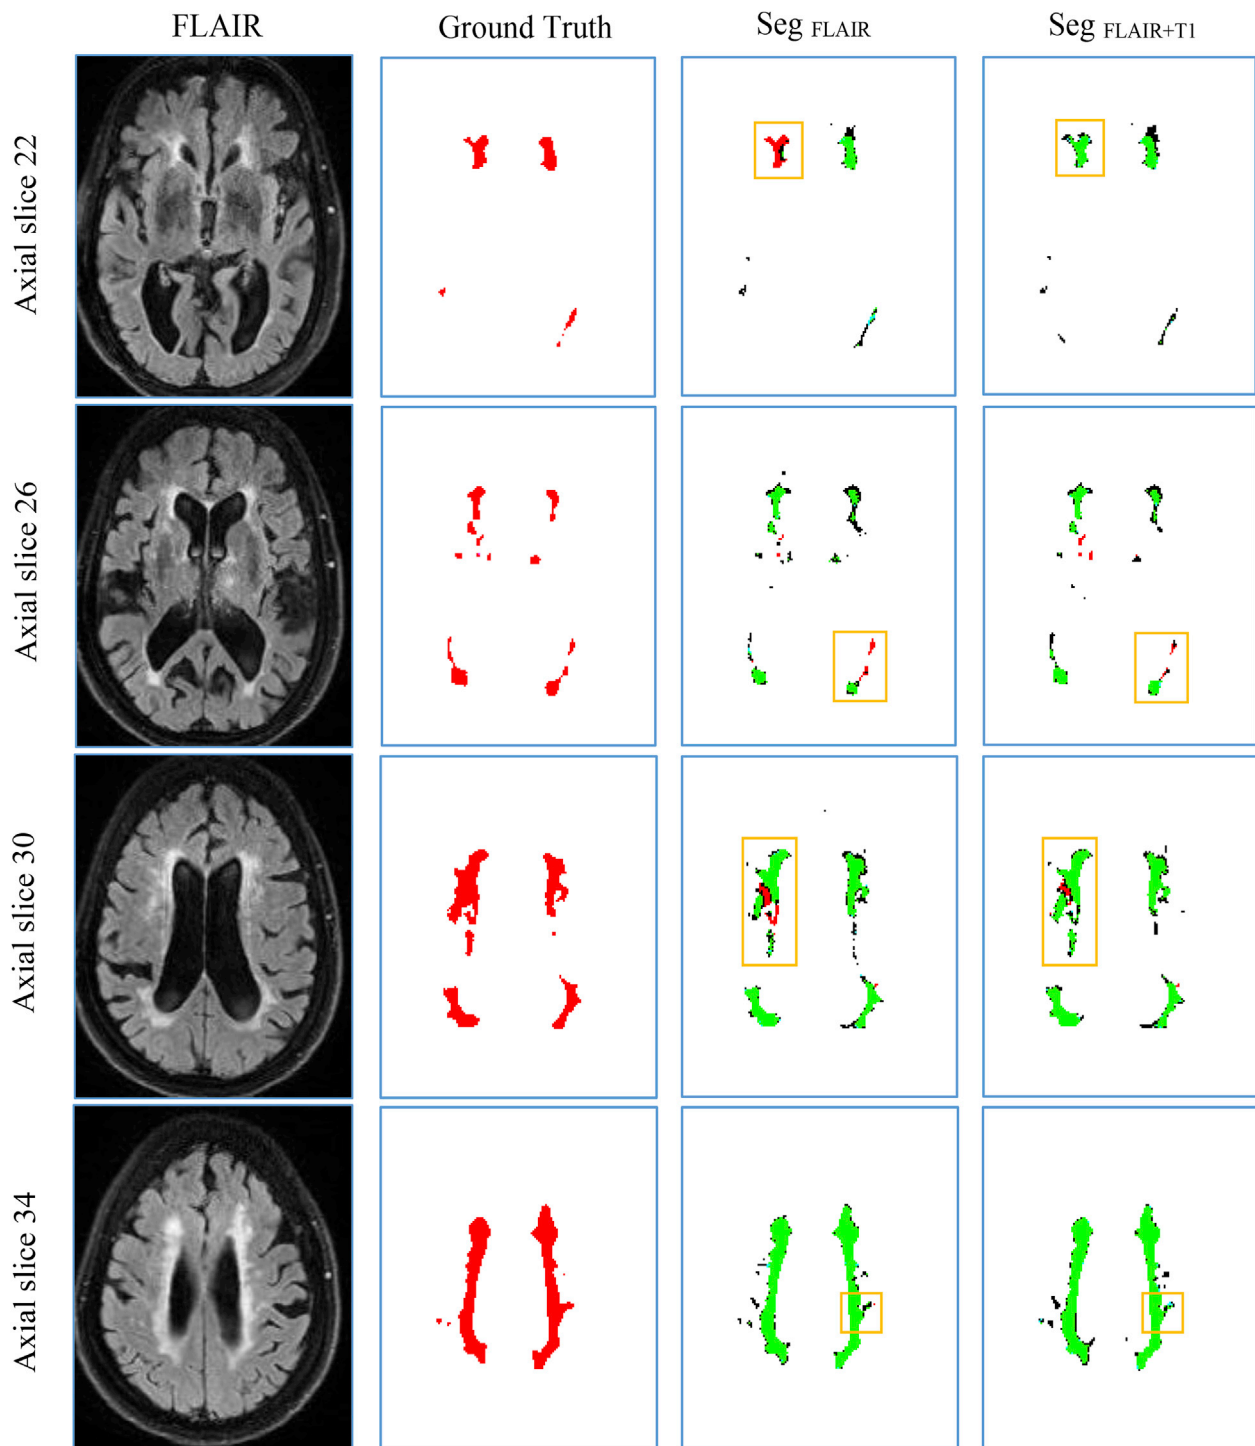 FLAIR
Ground Truth
Seg FLAIR
Seg FLAIR+T1
Axial slice 22
Axial slice 26
Axial slice 30
Axial slice 34